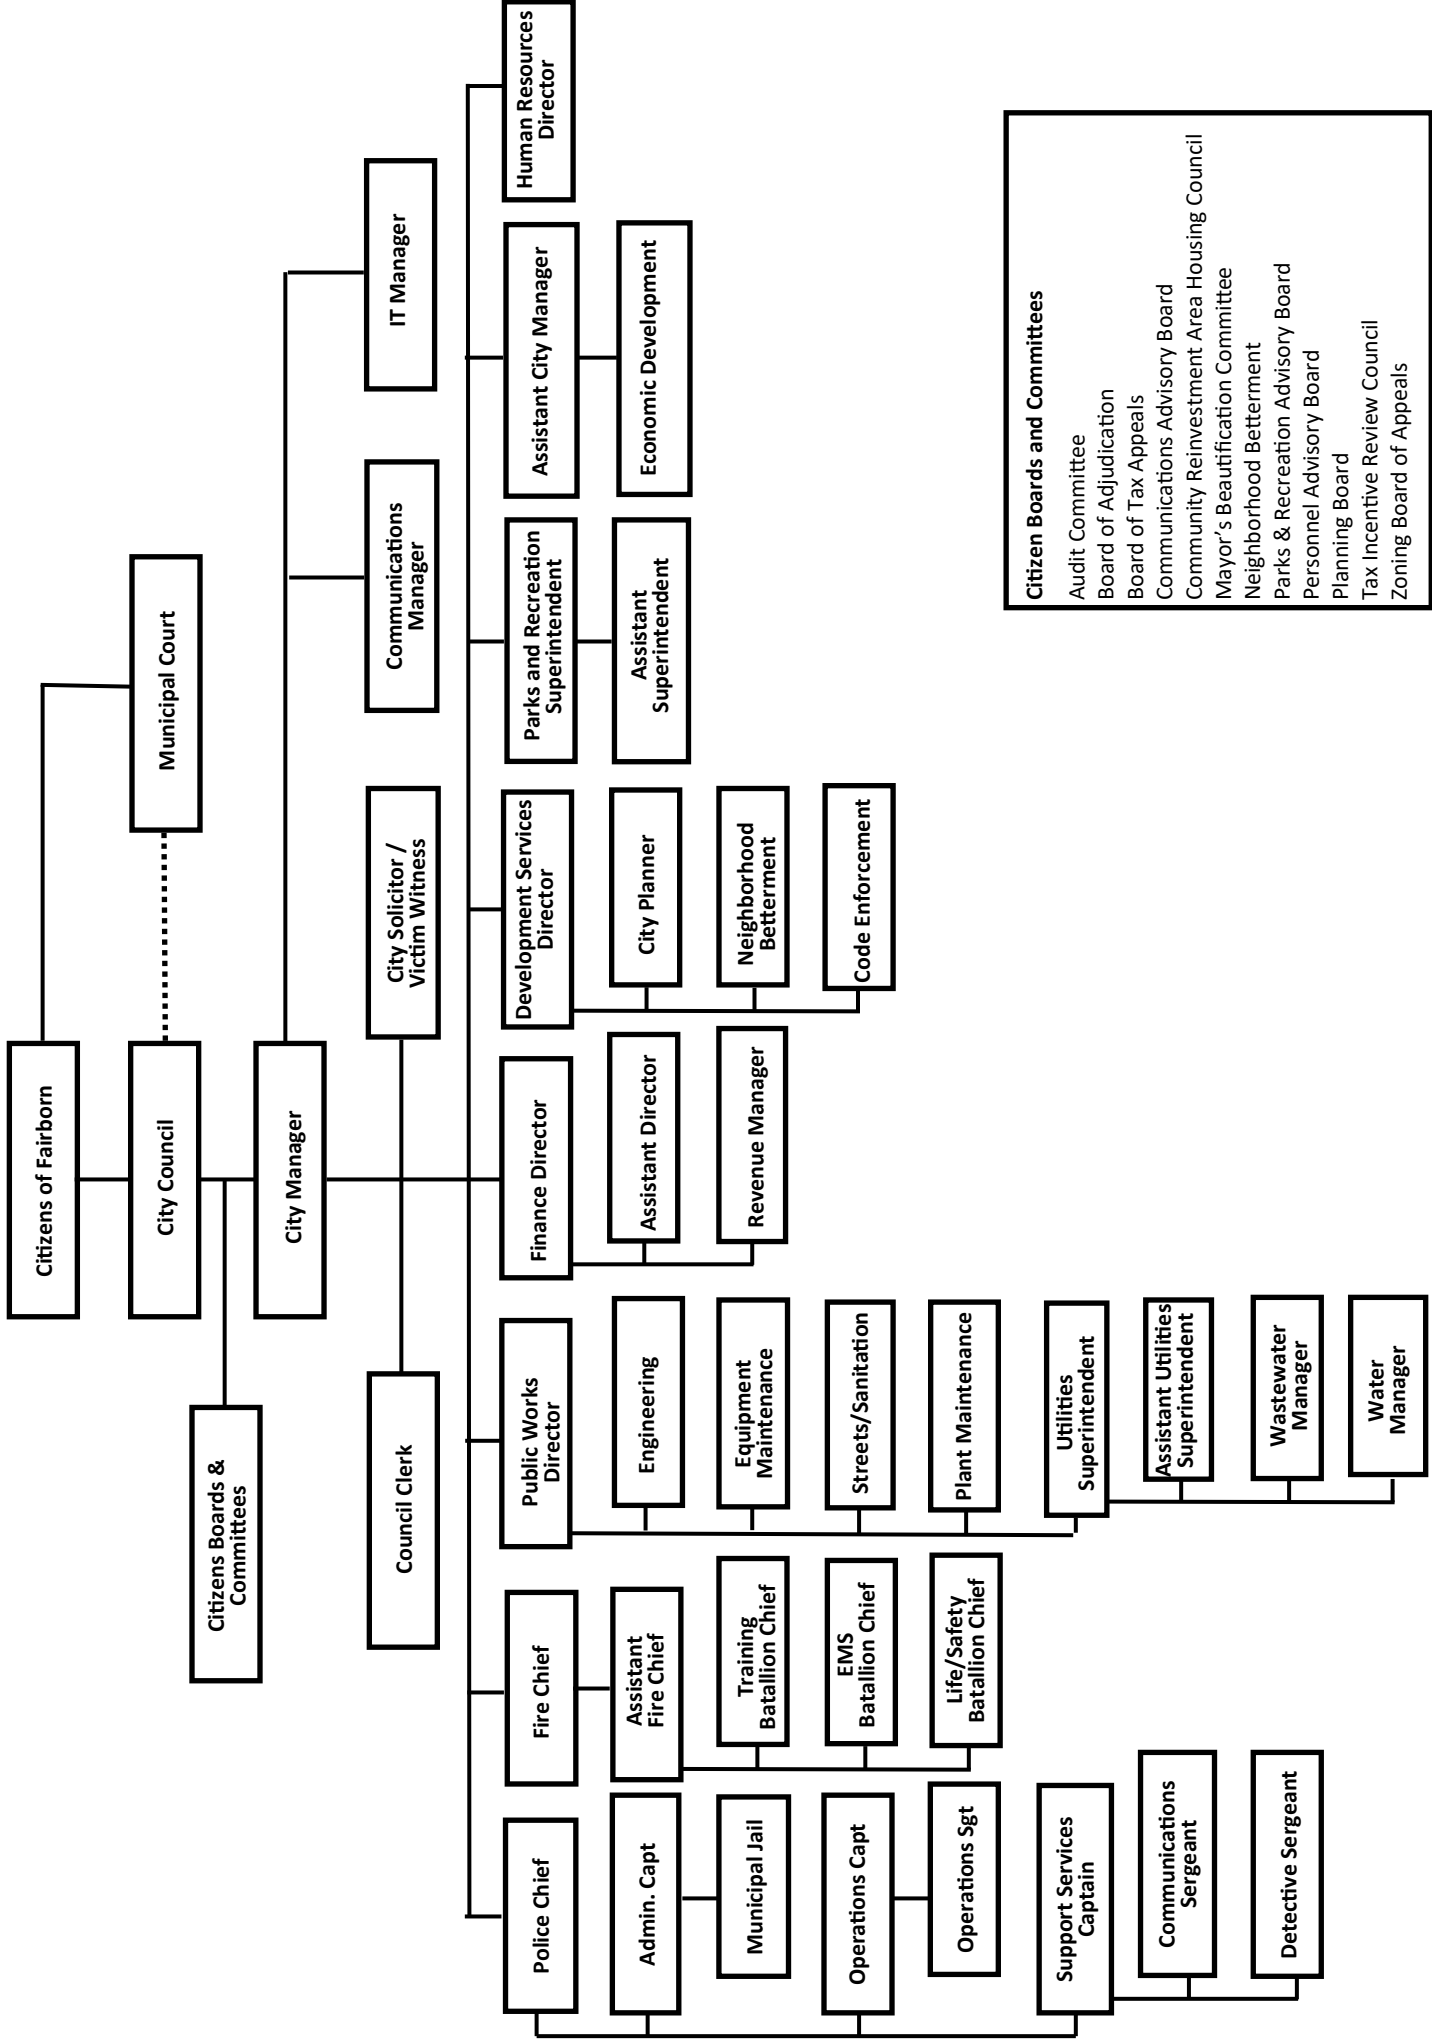 Citizens of Fairborn
City Council
Municipal Court
Citizens Boards &
Committees
City Manager
Council Clerk
City Solicitor /
Victim Witness
Communications
Manager
IT Manager
Police Chief
Admin. Capt
Municipal Jail
Operations Capt
Operations Sgt
Support Services
Captain
Communications
Sergeant
Detective Sergeant
Fire Chief
Assistant
Fire Chief
Training
Batallion Chief
EMS
Batallion Chief
Life/Safety
Batallion Chief
Public Works
Director
Engineering
Equipment
Maintenance
Streets/Sanitation
Plant Maintenance
Utilities
Superintendent
Assistant Utilities
Superintendent
Wastewater
Manager
Water
Manager
Finance Director
Assistant Director
Revenue Manager
Development Services
Director
City Planner
Neighborhood
Betterment
Code Enforcement
Parks and Recreation
Superintendent
Assistant
Superintendent
Assistant City Manager
Economic Development
Human Resources
Director
Citizen Boards and Committees
Audit Committee
Board of Adjudication
Board of Tax Appeals
Communications Advisory Board
Community Reinvestment Area Housing Council
Mayor’s Beautification Committee
Neighborhood Betterment
Parks & Recreation Advisory Board
Personnel Advisory Board
Planning Board
Tax Incentive Review Council
Zoning Board of Appeals